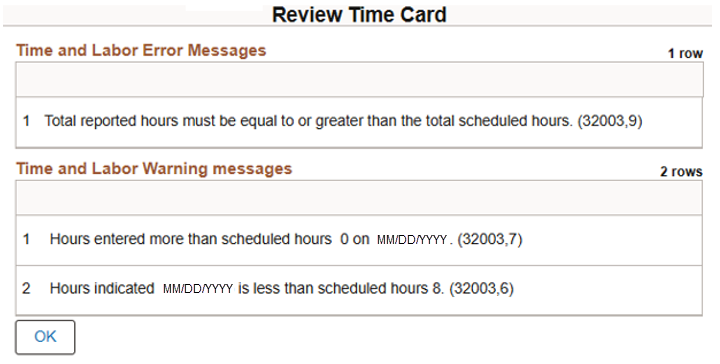 Review Time Card
Time and Labor Error Messages
1 row
1 Total reported hours must be equal to or greater than the total scheduled hours. (32003,9)
Time and Labor Warning messages
2 rows
1 Hours entered more than scheduled hours 0 on MM/DD/YYYY. (32003,7)
2 Hours indicated MM/DD/YYYY is less than scheduled hours 8. (32003,6)
OK